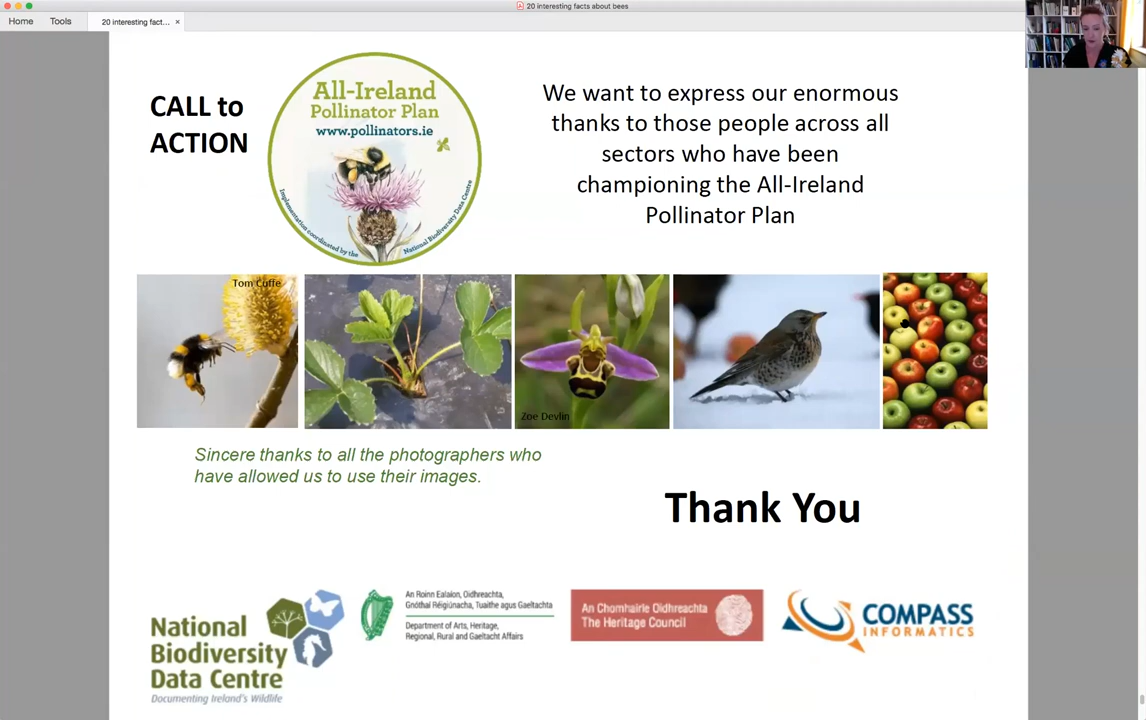 20 interesting facts about bees
Home
Tools
20 interesting fact...
×
CALL to
ACTION
All-Ireland
Pollinator Plan
www.pollinators.ie
Implementation coordinated by the
National Biodiversity Data Centre
We want to express our enormous
thanks to those people across all
sectors who have been
championing the All-Ireland
Pollinator Plan
Tom Cuffe
Zoe Devlin
Sincere thanks to all the photographers who
have allowed us to use their images.
Thank You
National
Biodiversity
Data Centre
Documenting Ireland's Wildlife
An Roinn Ealaíon, Oidhreachta,
Gnóthaí Réigiúnacha, Tuaithe agus Gaeltachta
Department of Arts, Heritage,
Regional, Rural and Gaeltacht Affairs
An Chomhairle Oidhreachta
The Heritage Council
COMPASS
INFORMATICS